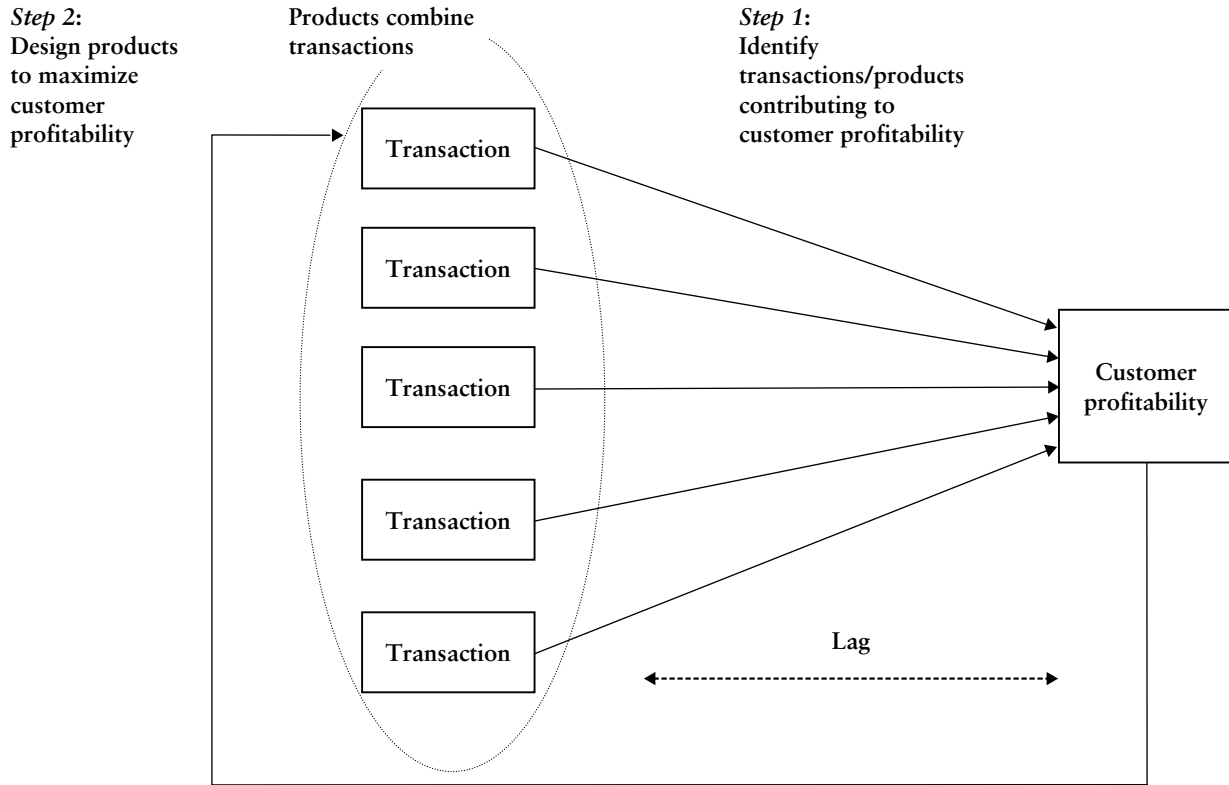 Step 2:
Design products
to maximize
customer
profitability
Products combine
transactions
Step 1:
Identify
transactions/products
contributing to
customer profitability
Transaction
Transaction
Transaction
Transaction
Transaction
Customer
profitability
Lag